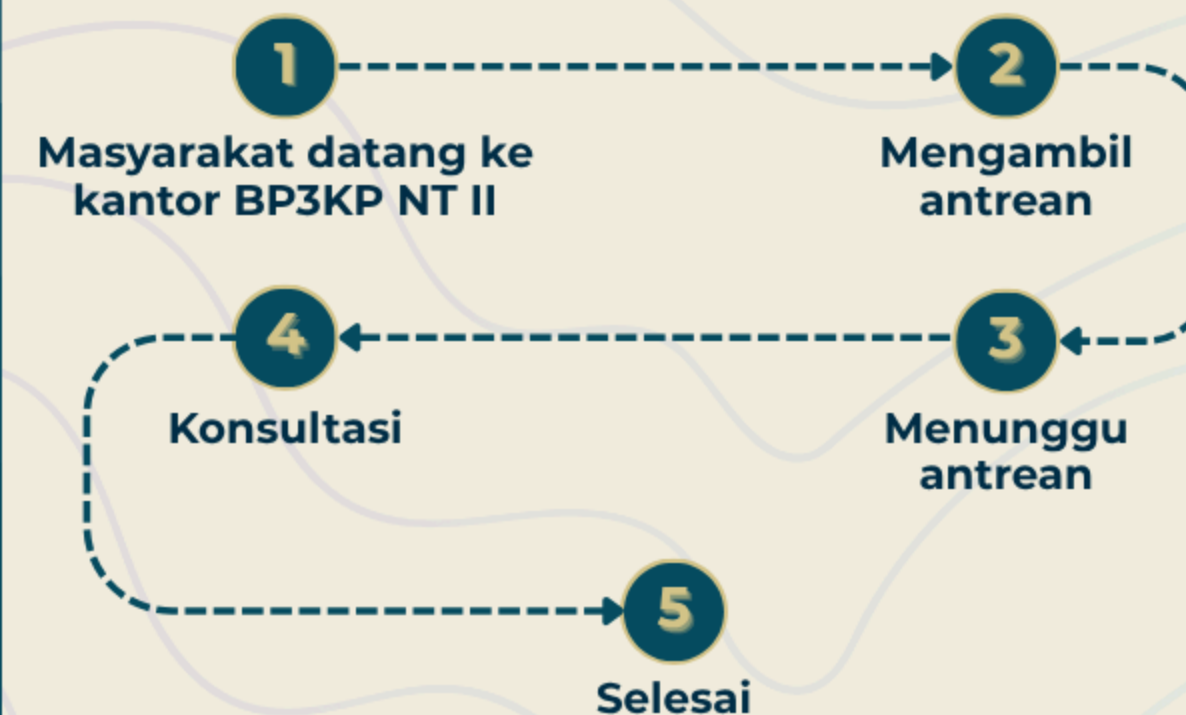 1
Masyarakat datang ke
kantor BP3KP NT II
2
Mengambil
antrean
3
Menunggu
antrean
4
Konsultasi
5
Selesai